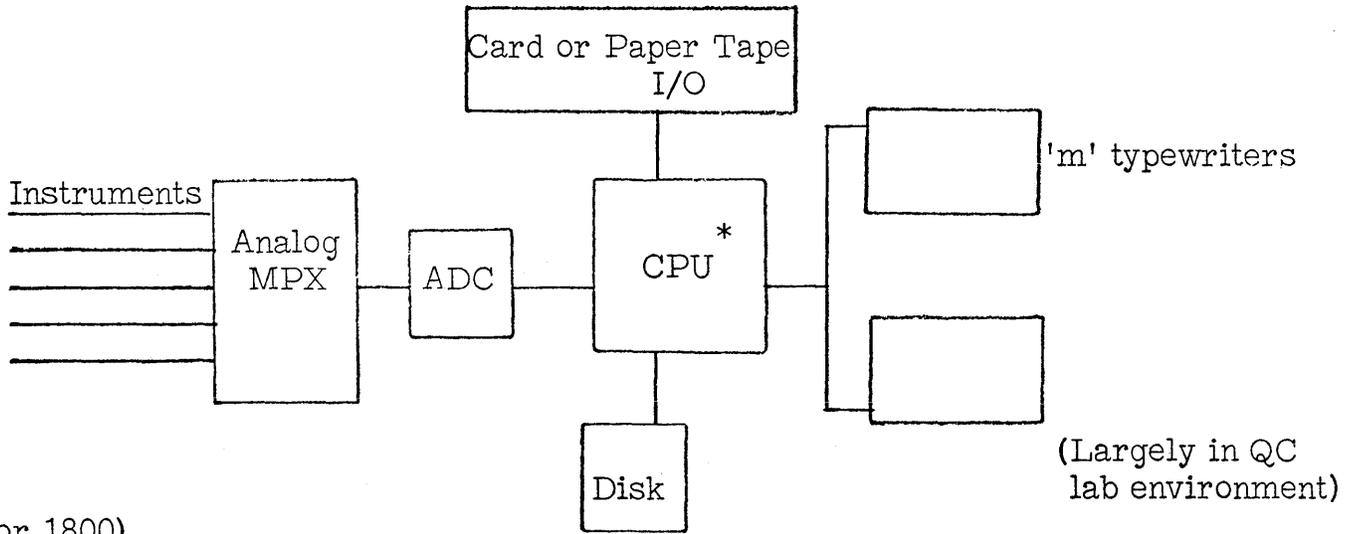 Card or Paper Tape
I/O
'm' typewriters
Instruments
Analog
MPX
ADC
*
CPU
(Largely in QC
lab environment)
Disk
or 1800)